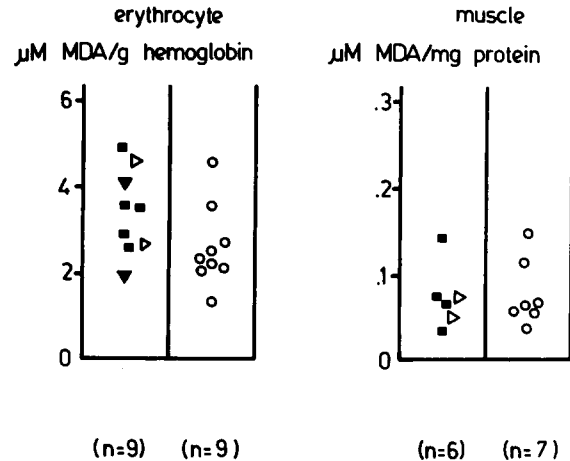 erythrocyte
µM MDA/g hemoglobin
6
4
2
0
(n=9) (n=9)
muscle
µM MDA/mg protein
.3
.2
.1
0
(n=6) (n=7)